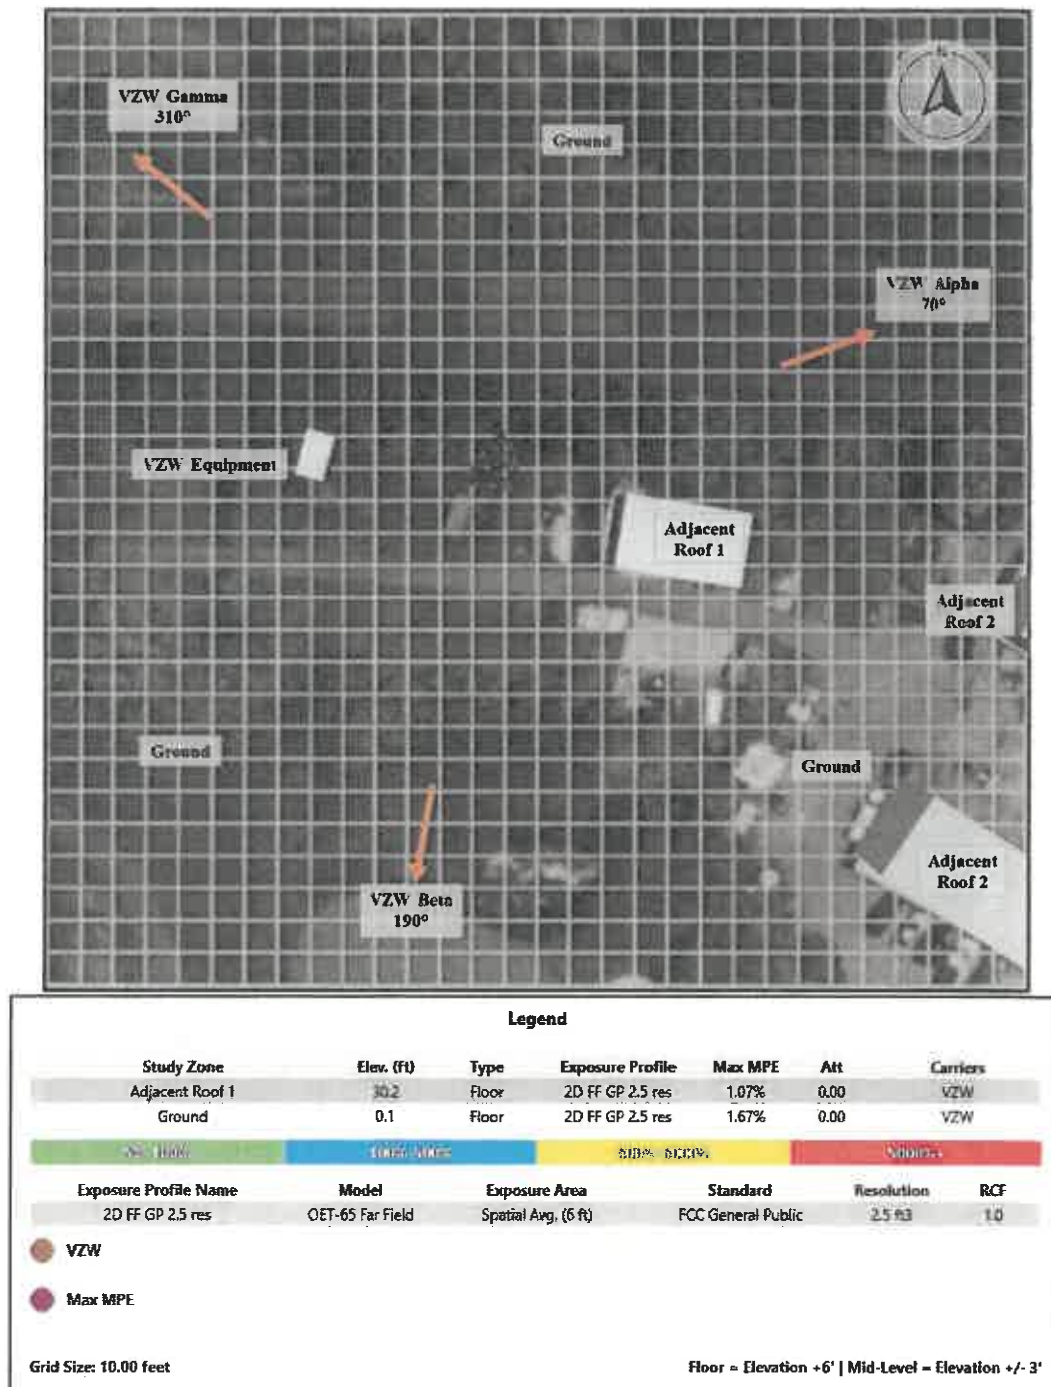 VZW Gamma
310°
Ground
VZW Alpha
70°
VZW Equipment
Adjacent
Roof 1
Adjacent
Roof 2
Ground
Ground
Adjacent
Roof 2
VZW Beta
190°
Legend
Study Zone Elev. (ft) Type Exposure Profile Max MPE Att Carriers
Adjacent Roof 1 30.2 Floor 2D FF GP 2.5 res 1.07% 0.00 VZW
Ground 0.1 Floor 2D FF GP 2.5 res 1.67% 0.00 VZW
Exposure Profile Name Model Exposure Area Standard Resolution RCF
2D FF GP 2.5 res OET-65 Far Field Spatial Avg. (6 ft) FCC General Public 2.5 ft3 1.0
VZW
Max MPE
Grid Size: 10.00 feet
Floor = Elevation +6' | Mid-Level = Elevation +/- 3'